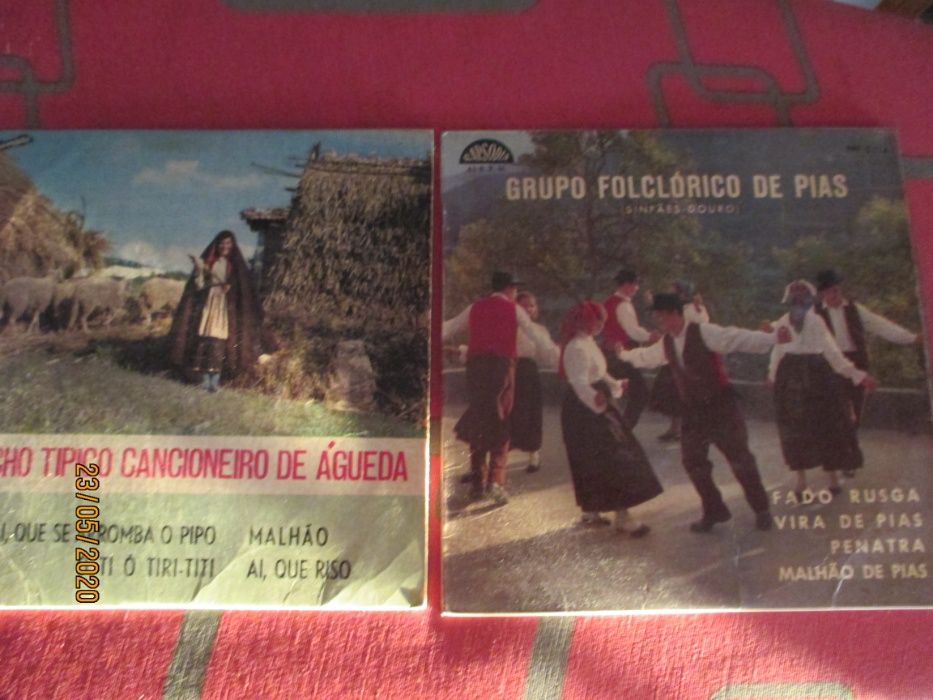 CHO TIPICO CANCIONEIRO DE ÁGUEDA
QUE SE ROMBA O PIPO MALHÃO
TI Ó TIRI-TITI AI, QUE RISO
23/05/2020
RAPSÓDIA
GRUPO FOLCLÓRICO DE PIAS
(SINFÃES-DOURO)
FADO RUSGA
VIRA DE PIAS
PENATRA
MALHÃO DE PIAS